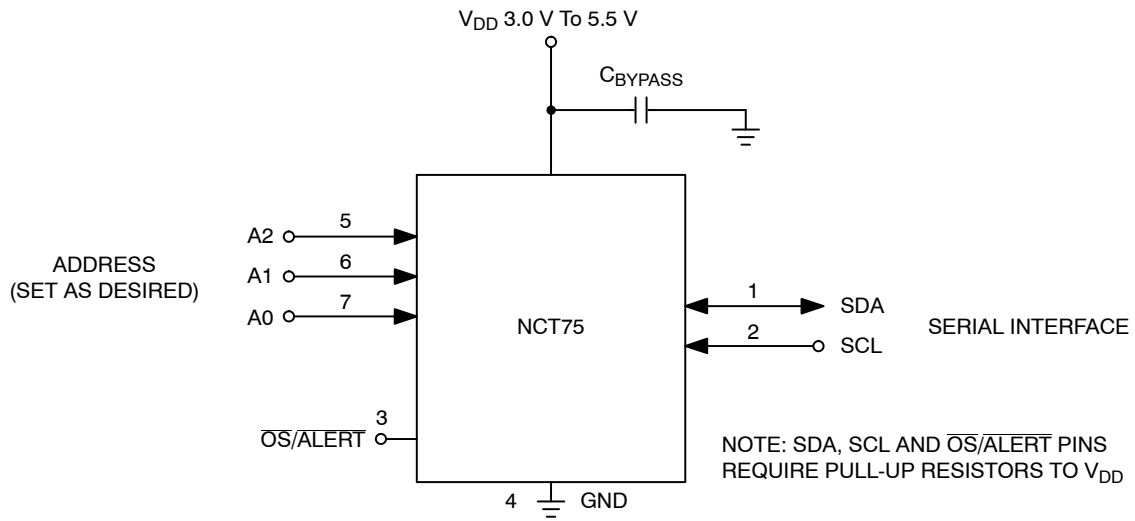 VDD 3.0 V To 5.5 V
CBYPASS
A2 5
A1 6
A0 7
ADDRESS
(SET AS DESIRED)
NCT75
1 SDA
2 SCL
SERIAL INTERFACE
3
OS/ALERT
NOTE: SDA, SCL AND OS/ALERT PINS
REQUIRE PULL-UP RESISTORS TO VDD
4 GND